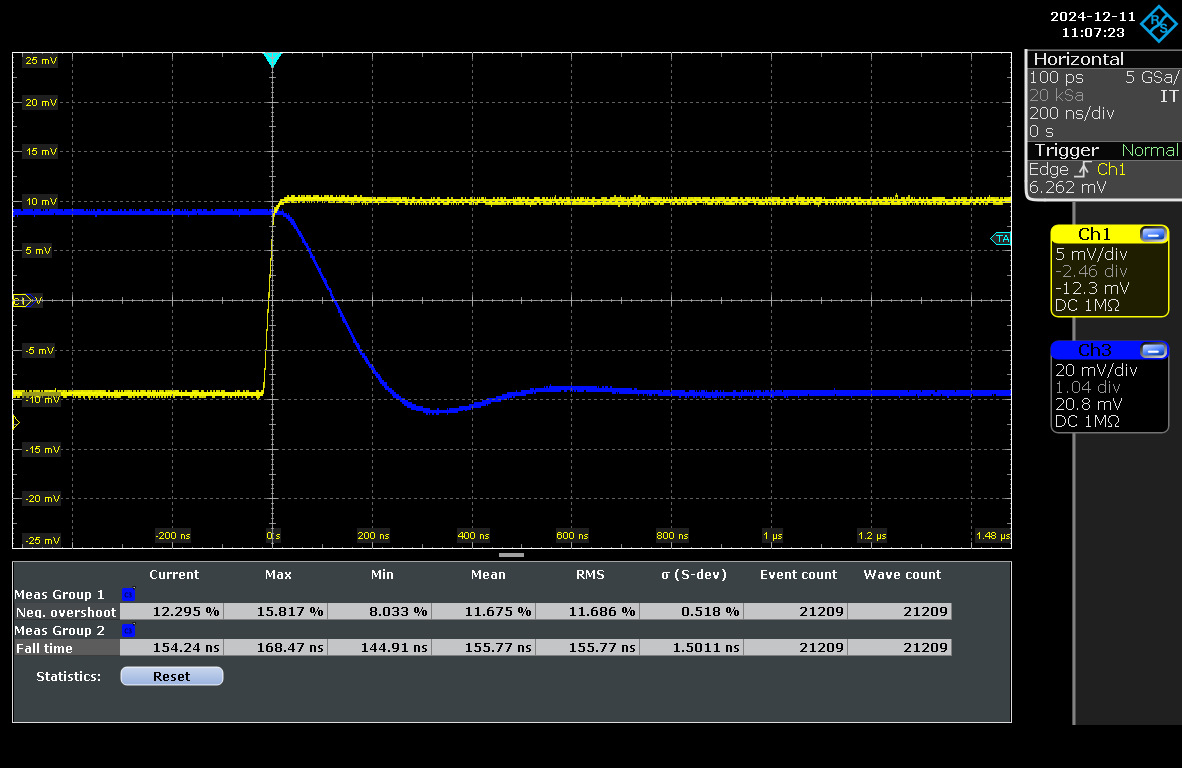 2024-12-11
11:07:23
R S
25 mV
20 mV
15 mV
10 mV
5 mV
C1 V
-5 mV
-10 mV
-15 mV
-20 mV
-25 mV
TA
-200 ns 0 s 200 ns 400 ns 600 ns 800 ns 1 µs 1.2 µs 1.48 µs
Horizontal
100 ps 5 GSa/
20 kSa IT
200 ns/div
0 s
Trigger Normal
Edge Ch1
6.262 mV
Ch1
5 mV/div
-2.46 div
-12.3 mV
DC 1MΩ
Ch3
20 mV/div
1.04 div
20.8 mV
DC 1MΩ
Current Max Min Mean RMS σ (S-dev) Event count Wave count
Meas Group 1
Neg. overshoot 12.295 % 15.817 % 8.033 % 11.675 % 11.686 % 0.518 % 21209 21209
Meas Group 2
Fall time 154.24 ns 168.47 ns 144.91 ns 155.77 ns 155.77 ns 1.5011 ns 21209 21209
Statistics: Reset